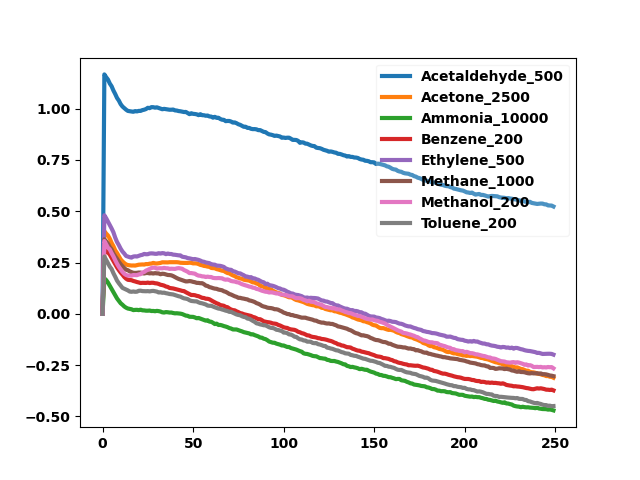 Acetaldehyde_500
Acetone_2500
Ammonia_10000
Benzene_200
Ethylene_500
Methane_1000
Methanol_200
Toluene_200
1.00
0.75
0.50
0.25
0.00
−0.25
−0.50
0 50 100 150 200 250